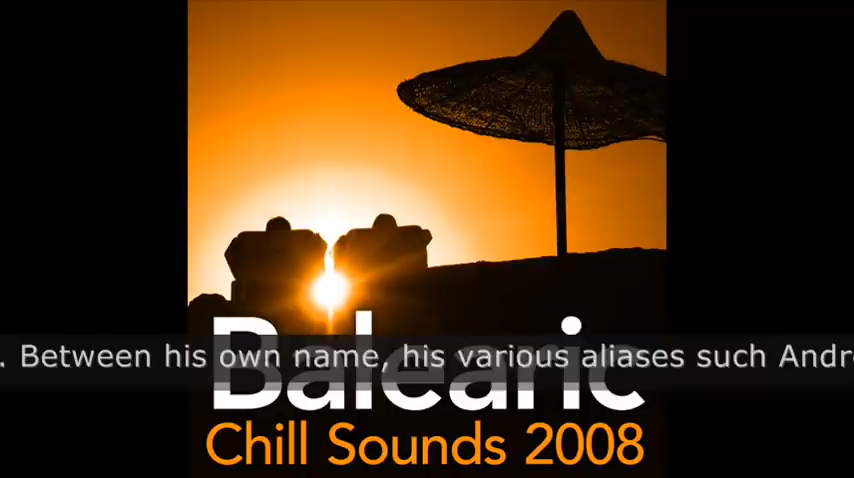 . Between his own name, his various aliases such Andr
Balearic
Chill Sounds 2008